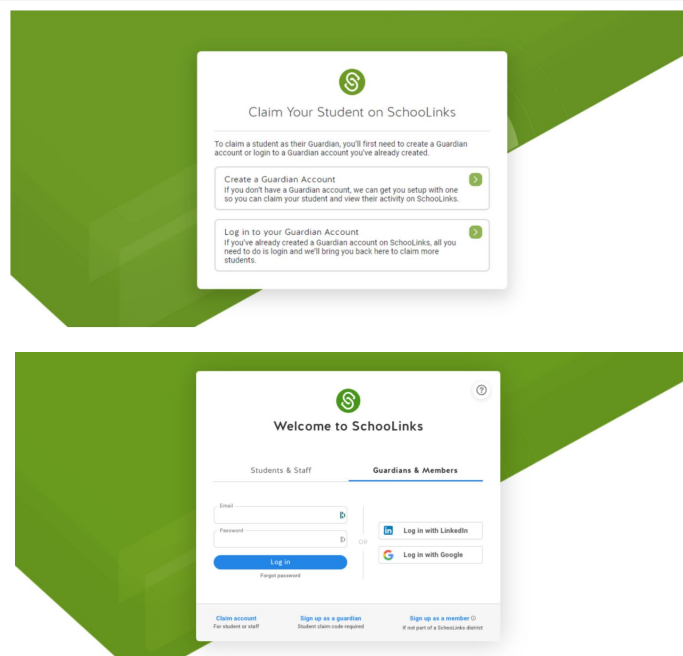 Claim Your Student on SchooLinks
To claim a student as their Guardian, you'll first need to create a Guardian
account or login to a Guardian account you've already created.
Create a Guardian Account
If you don't have a Guardian account, we can get you setup with one
so you can claim your student and view their activity on SchooLinks.
Log in to your Guardian Account
If you've already created a Guardian account on SchooLinks, all you
need to do is login and we'll bring you back here to claim more
students.
Welcome to SchooLinks
Students & Staff
Guardians & Members
Email
Password
Log in
Forgot password
OR
Log in with LinkedIn
Log in with Google
Claim account
For student or staff
Sign up as a guardian
Student claim code required
Sign up as a member
If not part of a SchooLinks district